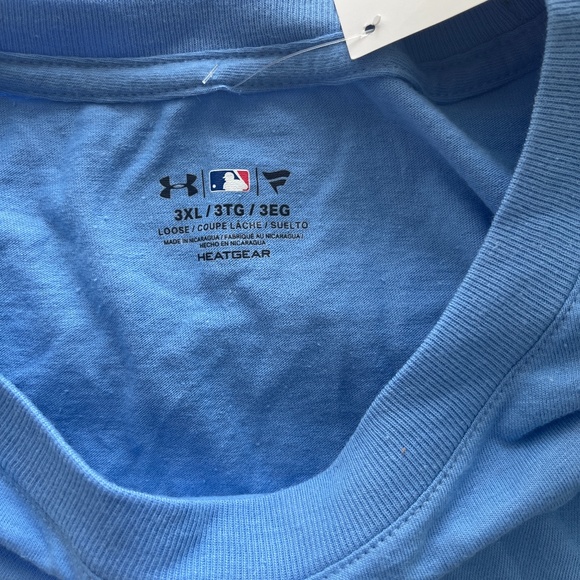 3XL / 3TG / 3EG
LOOSE / COUPE LÂCHE / SUELTO
MADE IN NICARAGUA / FABRIQUÉ AU NICARAGUA /
HECHO EN NICARAGUA
HEATGEAR